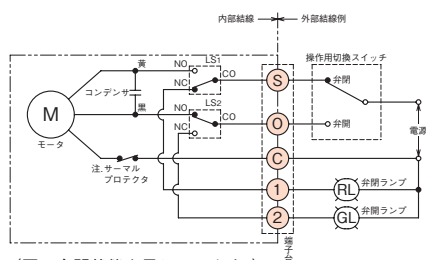 内部結線
外部結線例
操作用切換スイッチ
黄
NO
LS1
CO
NC
S
弁閉
コンデンサ
黒
NO
LS2
CO
NC
O
弁開
M
モータ
電源
注.サーマル
プロテクタ
C
1
RL
弁閉ランプ
2
GL
弁開ランプ
端子台